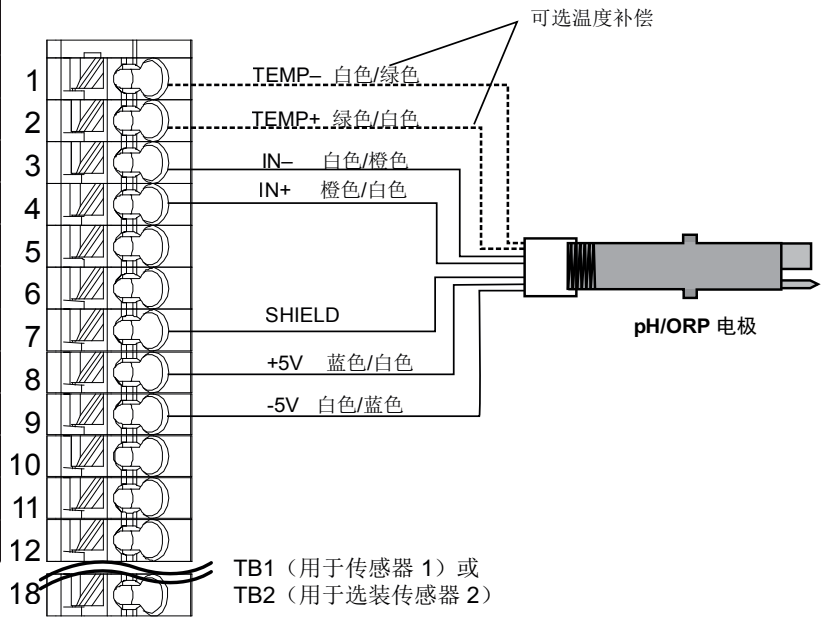 可选温度补偿
1 TEMP– 白色/绿色
2 TEMP+ 绿色/白色
3 IN– 白色/橙色
4 IN+ 橙色/白色
5
6
7 SHIELD
8 +5V 蓝色/白色
9 -5V 白色/蓝色
pH/ORP 电极
10
11
12
18
TB1（用于传感器 1）或
TB2（用于选装传感器 2）